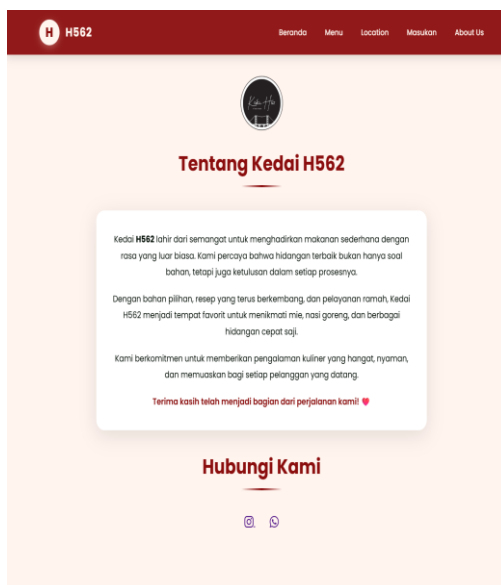 H H562 Beranda Menu Location Masukan About Us
Tentang Kedai H562
Kedai H562 lahir dari semangat untuk menghadirkan makanan sederhana dengan
rasa yang luar biasa. Kami percaya bahwa hidangan terbaik bukan hanya soal
bahan, tetapi juga ketulusan dalam setiap prosesnya.
Dengan bahan pilihan, resep yang terus berkembang, dan pelayanan ramah, Kedai
H562 menjadi tempat favorit untuk menikmati mie, nasi goreng, dan berbagai
hidangan cepat saji.
Kami berkomitmen untuk memberikan pengalaman kuliner yang hangat, nyaman,
dan memuaskan bagi setiap pelanggan yang datang.
Terima kasih telah menjadi bagian dari perjalanan kami!
Hubungi Kami